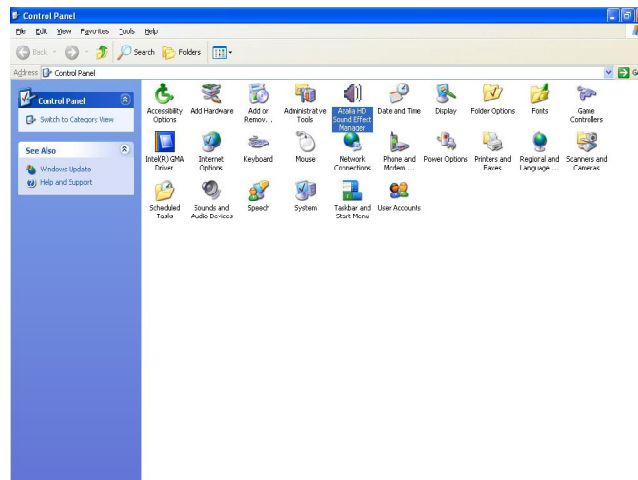 Control Panel
File Edit View Favorites Tools Help
Back Search Folders
Address Control Panel G
Control Panel
Switch to Category View
See Also
Windows Update
Help and Support
Accessibility Options
Add Hardware
Add or Remov...
Administrative Tools
Azalia HD Sound Effect Manager
Date and Time
Display
Folder Options
Fonts
Game Controllers
Intel(R) GMA Driver
Internet Options
Keyboard
Mouse
Network Connections
Phone and Modem ...
Power Options
Printers and Faxes
Regional and Language ...
Scanners and Cameras
Scheduled Tasks
Sounds and Audio Devices
Speech
System
Taskbar and Start Menu
User Accounts